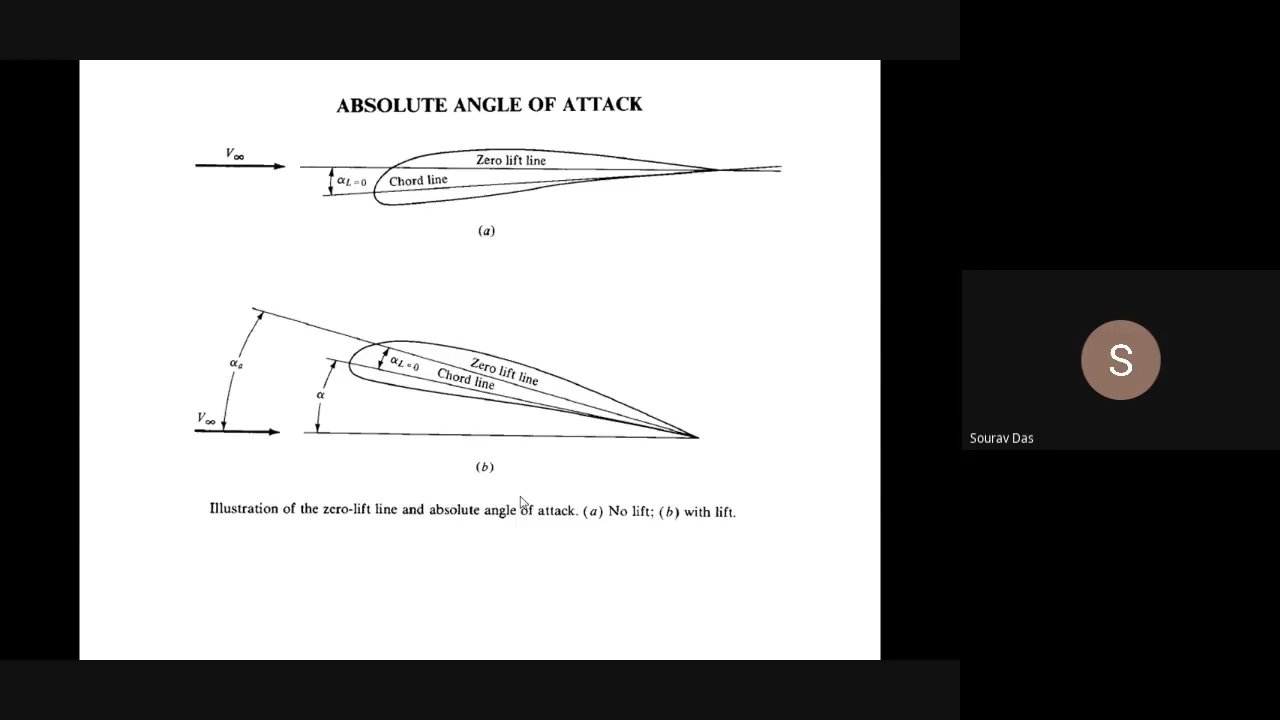 ABSOLUTE ANGLE OF ATTACK
V∞
Zero lift line
αL=0
Chord line
(a)
αa
αL=0
Zero lift line
Chord line
α
V∞
(b)
Illustration of the zero-lift line and absolute angle of attack. (a) No lift; (b) with lift.
S
Sourav Das